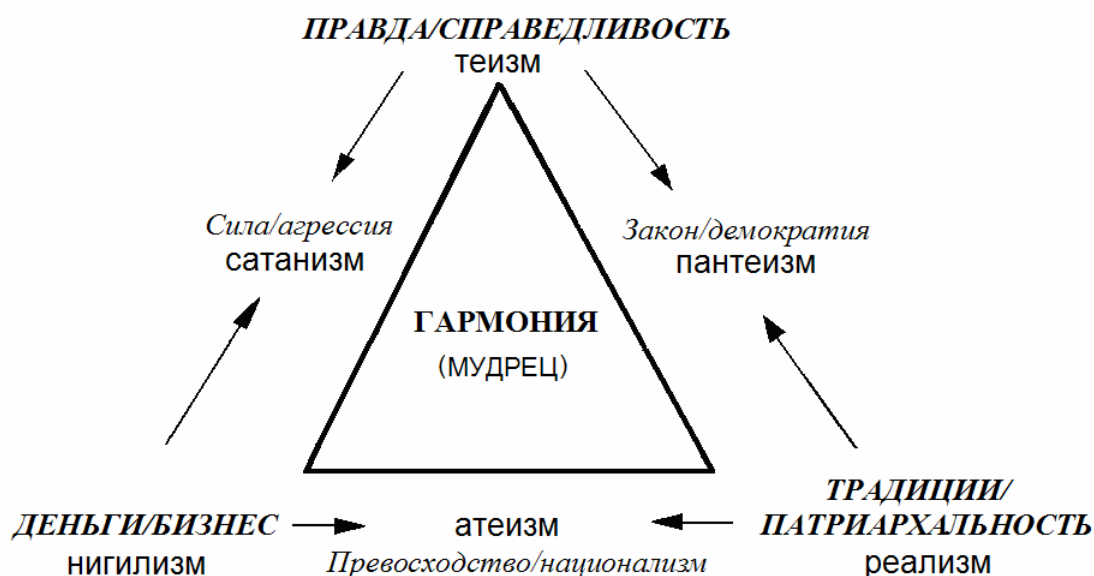 ПРАВДА/СПРАВЕДЛИВОСТЬ
теизм
Сила/агрессия
сатанизм
Закон/демократия
пантеизм
ГАРМОНИЯ
(МУДРЕЦ)
ДЕНЬГИ/БИЗНЕС
нигилизм
атеизм
Превосходство/национализм
ТРАДИЦИИ/
ПАТРИАРХАЛЬНОСТЬ
реализм